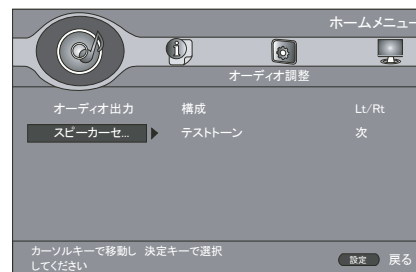 ホームメニュー
オーディオ調整
オーディオ出力 構成 Lt/Rt
スピーカーセ... テストトーン 次
カーソルキーで移動し 決定キーで選択
してください
設定 戻る